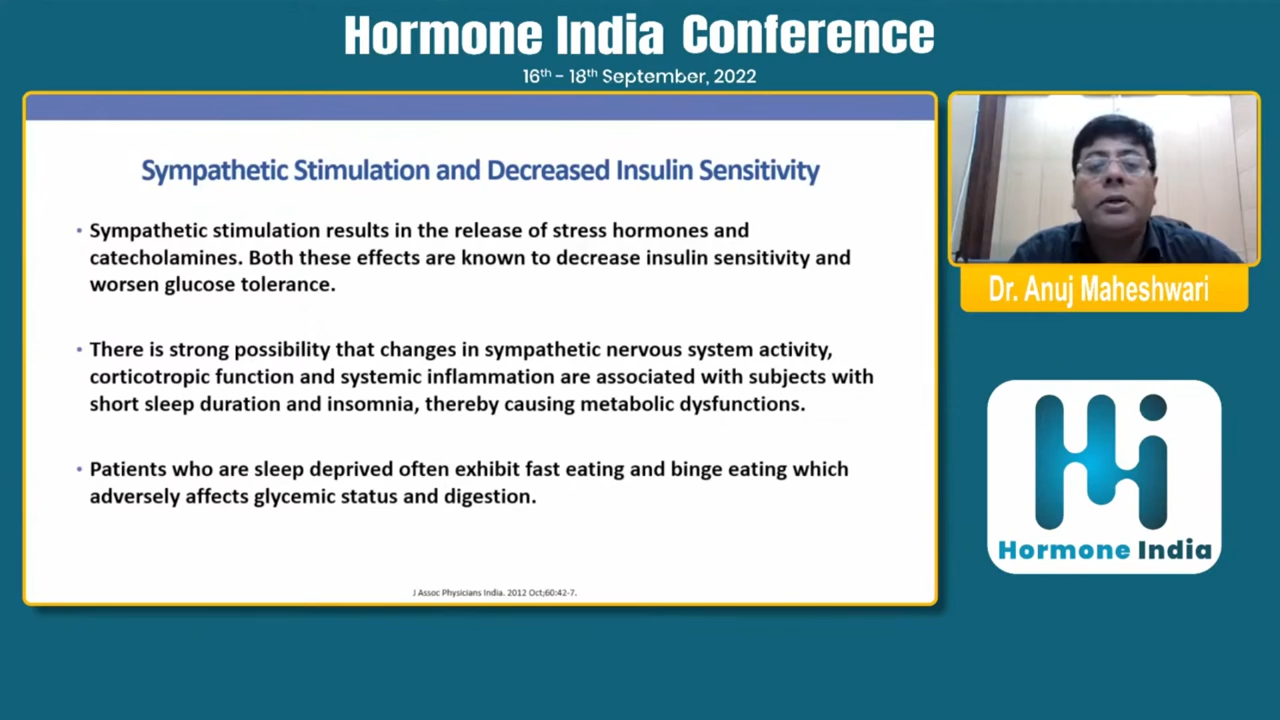 Hormone India Conference
16th - 18th September, 2022
Sympathetic Stimulation and Decreased Insulin Sensitivity
• Sympathetic stimulation results in the release of stress hormones and
catecholamines. Both these effects are known to decrease insulin sensitivity and
worsen glucose tolerance.
• There is strong possibility that changes in sympathetic nervous system activity,
corticotropic function and systemic inflammation are associated with subjects with
short sleep duration and insomnia, thereby causing metabolic dysfunctions.
• Patients who are sleep deprived often exhibit fast eating and binge eating which
adversely affects glycemic status and digestion.
J Assoc Physicians India. 2012 Oct;60:42-7.
Dr. Anuj Maheshwari
Hi
Hormone India